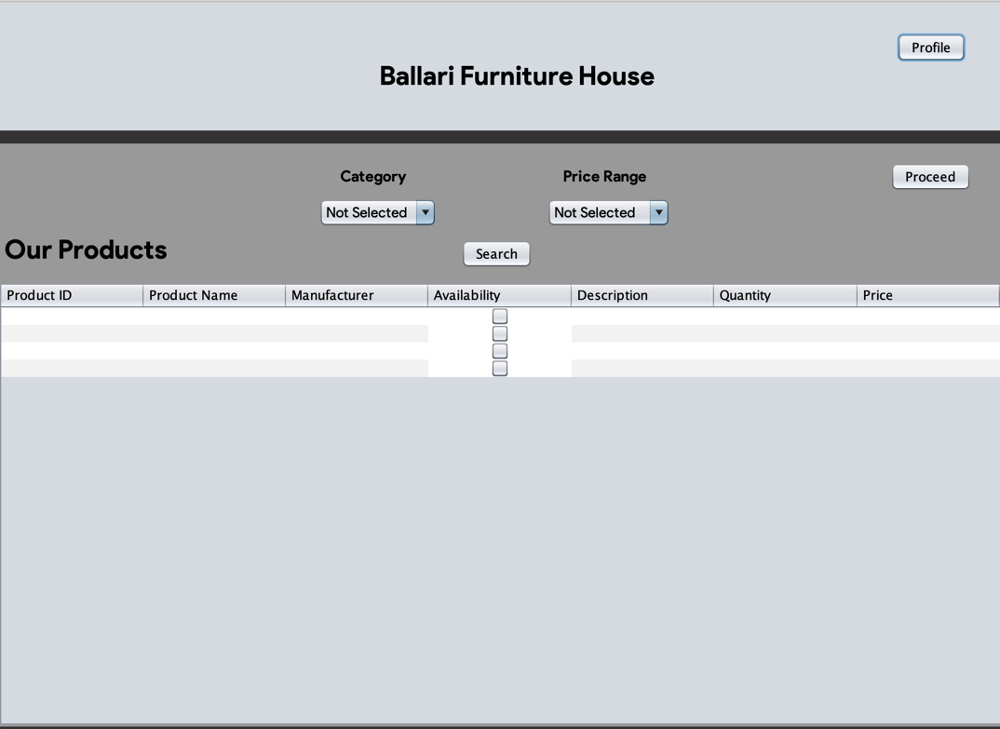 Profile
Ballari Furniture House
Category
Price Range
Proceed
Not Selected
Not Selected
Our Products
Search
Product ID
Product Name
Manufacturer
Availability
Description
Quantity
Price